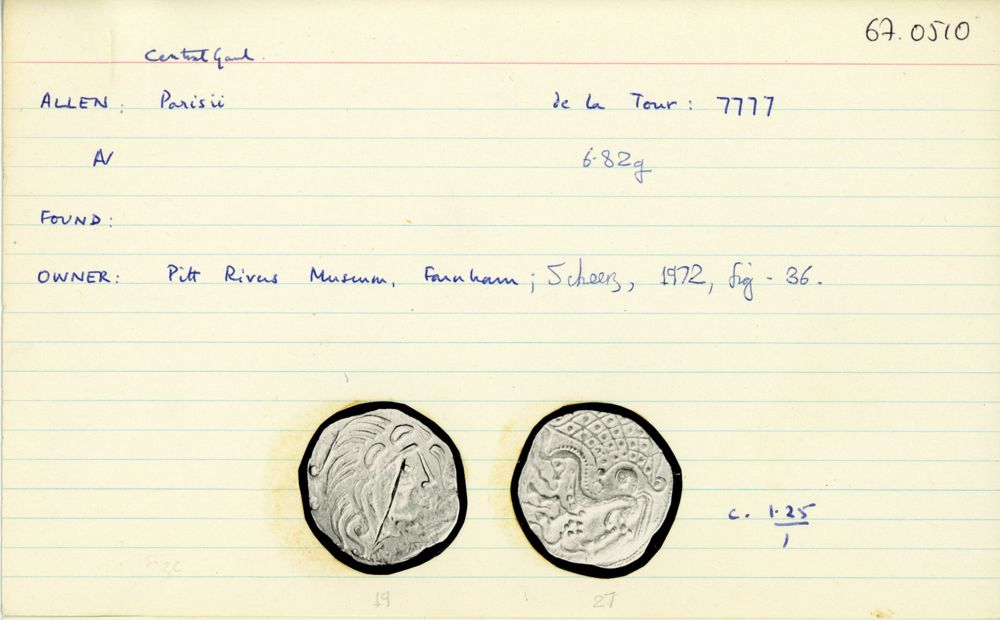 67.0510
Central Gaul.
ALLEN: Parisii de la Tour: 7777
AV 6.82g
FOUND:
OWNER: Pitt Rivers Museum, Farnham; Scheers, 1972, fig - 36.
c. 1.25
1
size
19 27